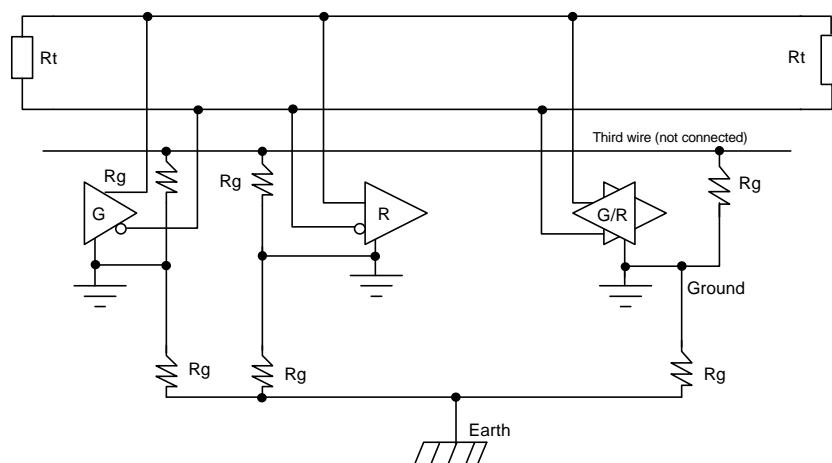 Rt
Rt
Third wire (not connected)
Rg
Rg
Rg
G
R
G/R
Ground
Rg
Rg
Rg
Earth